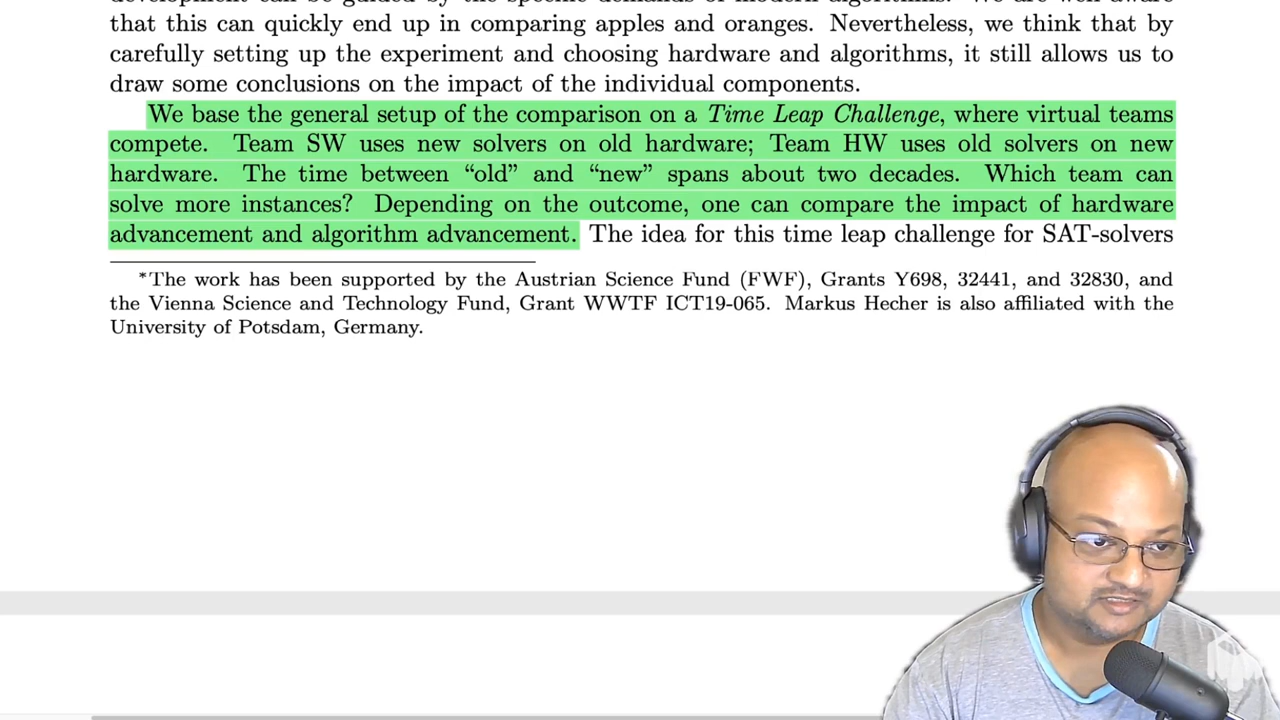 that this can quickly end up in comparing apples and oranges. Nevertheless, we think that by
carefully setting up the experiment and choosing hardware and algorithms, it still allows us to
draw some conclusions on the impact of the individual components.
We base the general setup of the comparison on a Time Leap Challenge, where virtual teams
compete. Team SW uses new solvers on old hardware; Team HW uses old solvers on new
hardware. The time between “old” and “new” spans about two decades. Which team can
solve more instances? Depending on the outcome, one can compare the impact of hardware
advancement and algorithm advancement. The idea for this time leap challenge for SAT-solvers
*The work has been supported by the Austrian Science Fund (FWF), Grants Y698, 32441, and 32830, and
the Vienna Science and Technology Fund, Grant WWTF ICT19-065. Markus Hecher is also affiliated with the
University of Potsdam, Germany.